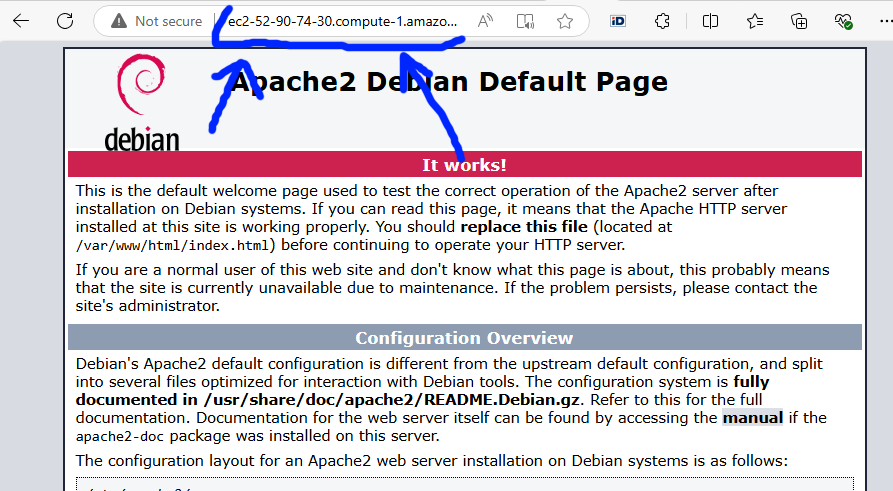 Not secure ec2-52-90-74-30.compute-1.amazo...
debian
Apache2 Debian Default Page
It works!
This is the default welcome page used to test the correct operation of the Apache2 server after
installation on Debian systems. If you can read this page, it means that the Apache HTTP server
installed at this site is working properly. You should replace this file (located at
/var/www/html/index.html) before continuing to operate your HTTP server.
If you are a normal user of this web site and don't know what this page is about, this probably means
that the site is currently unavailable due to maintenance. If the problem persists, please contact the
site's administrator.
Configuration Overview
Debian's Apache2 default configuration is different from the upstream default configuration, and split
into several files optimized for interaction with Debian tools. The configuration system is fully
documented in /usr/share/doc/apache2/README.Debian.gz. Refer to this for the full
documentation. Documentation for the web server itself can be found by accessing the manual if the
apache2-doc package was installed on this server.
The configuration layout for an Apache2 web server installation on Debian systems is as follows: